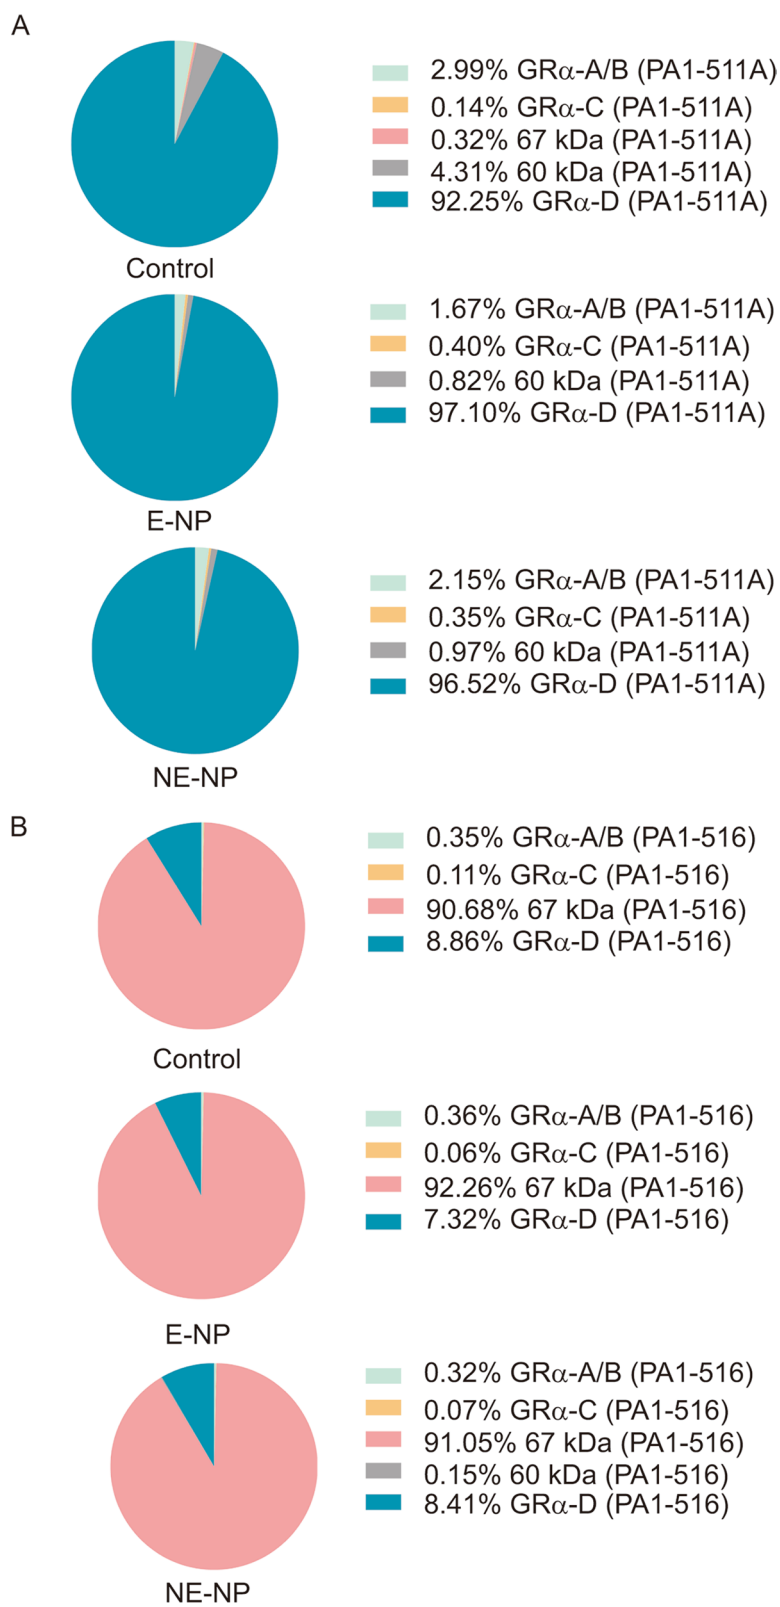 A
2.99% GRα-A/B (PA1-511A)
0.14% GRα-C (PA1-511A)
0.32% 67 kDa (PA1-511A)
4.31% 60 kDa (PA1-511A)
92.25% GRα-D (PA1-511A)
Control
1.67% GRα-A/B (PA1-511A)
0.40% GRα-C (PA1-511A)
0.82% 60 kDa (PA1-511A)
97.10% GRα-D (PA1-511A)
E-NP
2.15% GRα-A/B (PA1-511A)
0.35% GRα-C (PA1-511A)
0.97% 60 kDa (PA1-511A)
96.52% GRα-D (PA1-511A)
NE-NP
B
0.35% GRα-A/B (PA1-516)
0.11% GRα-C (PA1-516)
90.68% 67 kDa (PA1-516)
8.86% GRα-D (PA1-516)
Control
0.36% GRα-A/B (PA1-516)
0.06% GRα-C (PA1-516)
92.26% 67 kDa (PA1-516)
7.32% GRα-D (PA1-516)
E-NP
0.32% GRα-A/B (PA1-516)
0.07% GRα-C (PA1-516)
91.05% 67 kDa (PA1-516)
0.15% 60 kDa (PA1-516)
8.41% GRα-D (PA1-516)
NE-NP